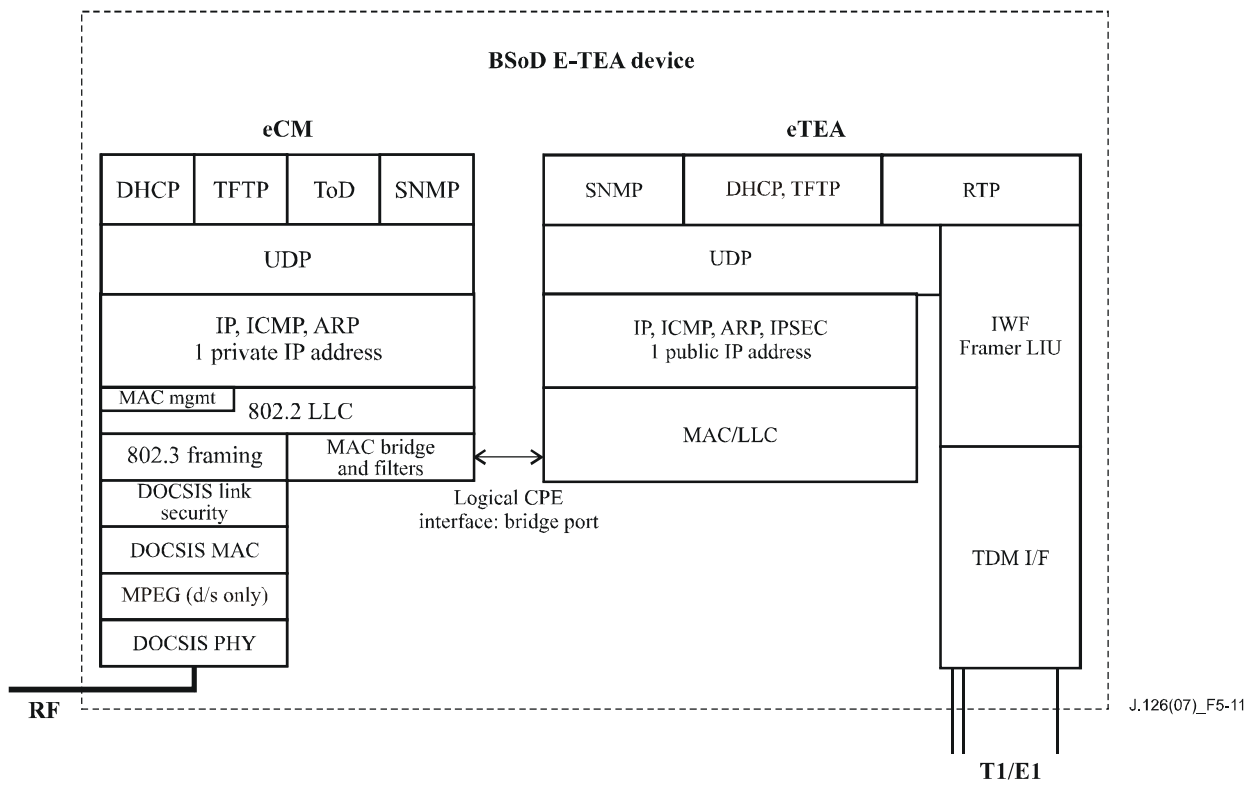 BSoD E-TEA device
eCM
eTEA
DHCP
TFTP
ToD
SNMP
SNMP
DHCP, TFTP
RTP
UDP
UDP
IP, ICMP, ARP
1 private IP address
IP, ICMP, ARP, IPSEC
1 public IP address
IWF
Framer LIU
MAC mgmt
802.2 LLC
MAC/LLC
802.3 framing
MAC bridge
and filters
DOCSIS link
security
Logical CPE
interface: bridge port
DOCSIS MAC
TDM I/F
MPEG (d/s only)
DOCSIS PHY
RF
J.126(07)_F5-11
T1/E1